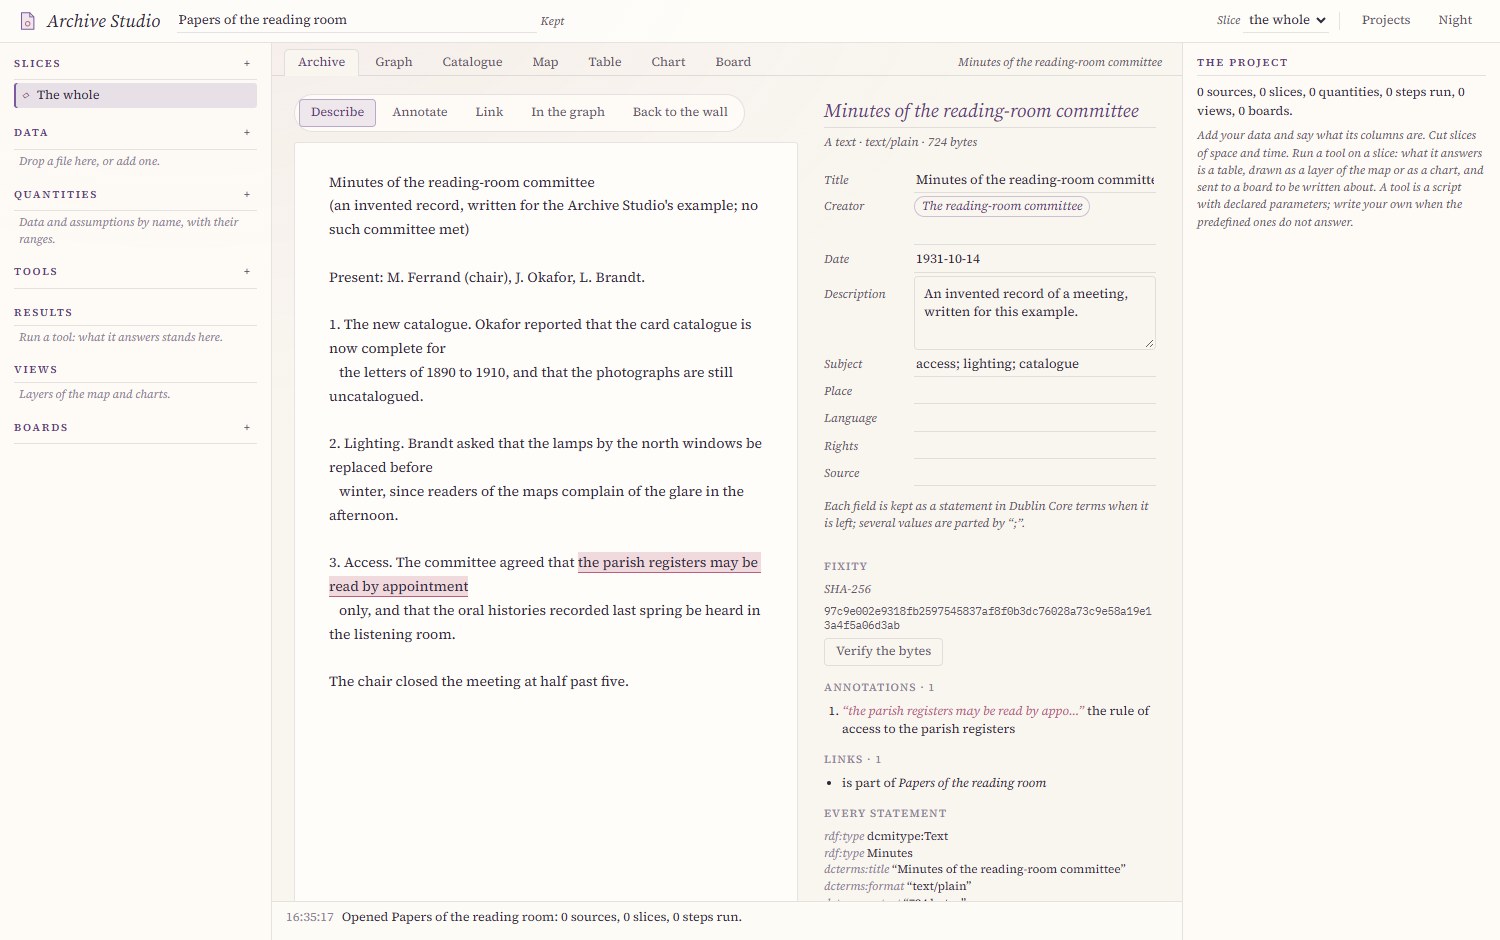 Archive Studio
Papers of the reading room
Kept
Slice the whole
Projects
Night
SLICES +
The whole
DATA +
Drop a file here, or add one.
QUANTITIES +
Data and assumptions by name, with their
ranges.
TOOLS +
RESULTS
Run a tool: what it answers stands here.
VIEWS
Layers of the map and charts.
BOARDS +
Archive Graph Catalogue Map Table Chart Board
Minutes of the reading-room committee
Describe Annotate Link In the graph Back to the wall
Minutes of the reading-room committee
(an invented record, written for the Archive Studio's example; no
such committee met)
Present: M. Ferrand (chair), J. Okafor, L. Brandt.
1. The new catalogue. Okafor reported that the card catalogue is
now complete for
the letters of 1890 to 1910, and that the photographs are still
uncatalogued.
2. Lighting. Brandt asked that the lamps by the north windows be
replaced before
winter, since readers of the maps complain of the glare in the
afternoon.
3. Access. The committee agreed that the parish registers may be
read by appointment
only, and that the oral histories recorded last spring be heard in
the listening room.
The chair closed the meeting at half past five.
Minutes of the reading-room committee
A text · text/plain · 724 bytes
Title Minutes of the reading-room committe
Creator The reading-room committee
Date 1931-10-14
Description An invented record of a meeting,
written for this example.
Subject access; lighting; catalogue
Place
Language
Rights
Source
Each field is kept as a statement in Dublin Core terms when it
is left; several values are parted by “;”.
FIXITY
SHA-256
97c9e002e9318fb2597545837af8f0b3dc76028a73c9e58a19e1
3a4f5a06d3ab
Verify the bytes
ANNOTATIONS · 1
1. “the parish registers may be read by appo…” the rule of
access to the parish registers
LINKS · 1
• is part of Papers of the reading room
EVERY STATEMENT
rdf:type dcmitype:Text
rdf:type Minutes
dcterms:title “Minutes of the reading-room committee”
dcterms:format “text/plain”
THE PROJECT
0 sources, 0 slices, 0 quantities, 0 steps run, 0
views, 0 boards.
Add your data and say what its columns are. Cut slices
of space and time. Run a tool on a slice: what it answers
is a table, drawn as a layer of the map or as a chart, and
sent to a board to be written about. A tool is a script
with declared parameters; write your own when the
predefined ones do not answer.
16:35:17 Opened Papers of the reading room: 0 sources, 0 slices, 0 steps run.